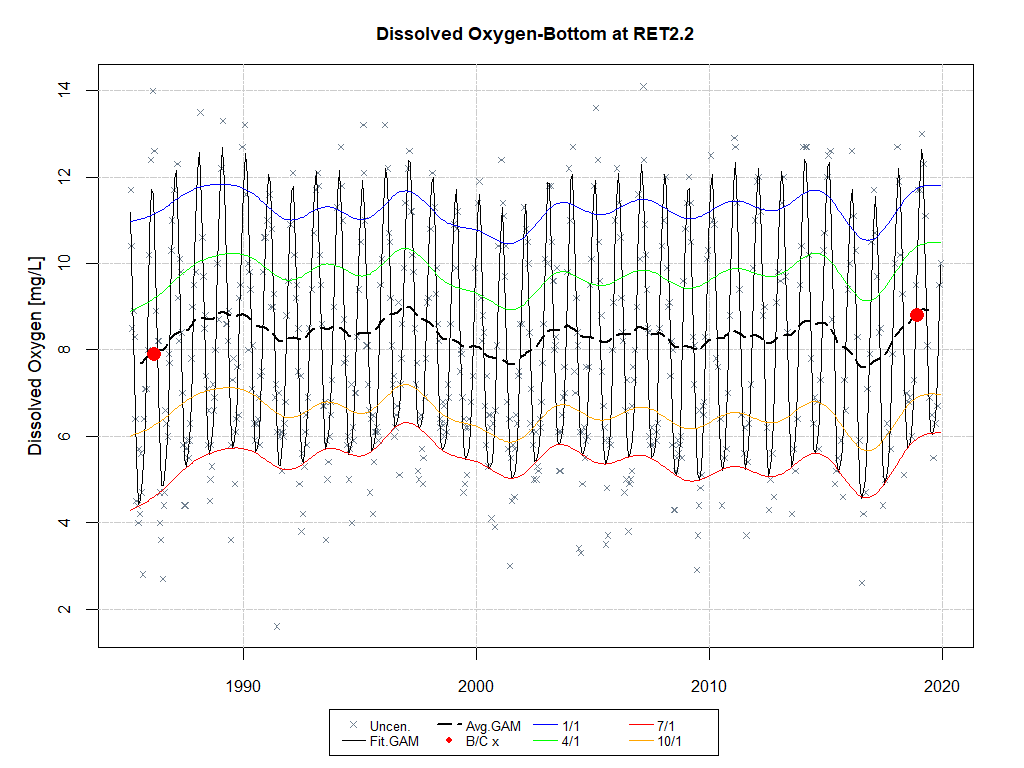 Dissolved Oxygen-Bottom at RET2.2
Dissolved Oxygen [mg/L]
14
12
10
8
6
4
2
1990 2000 2010 2020
Uncen. Avg.GAM 1/1 7/1
Fit.GAM B/C x 4/1 10/1